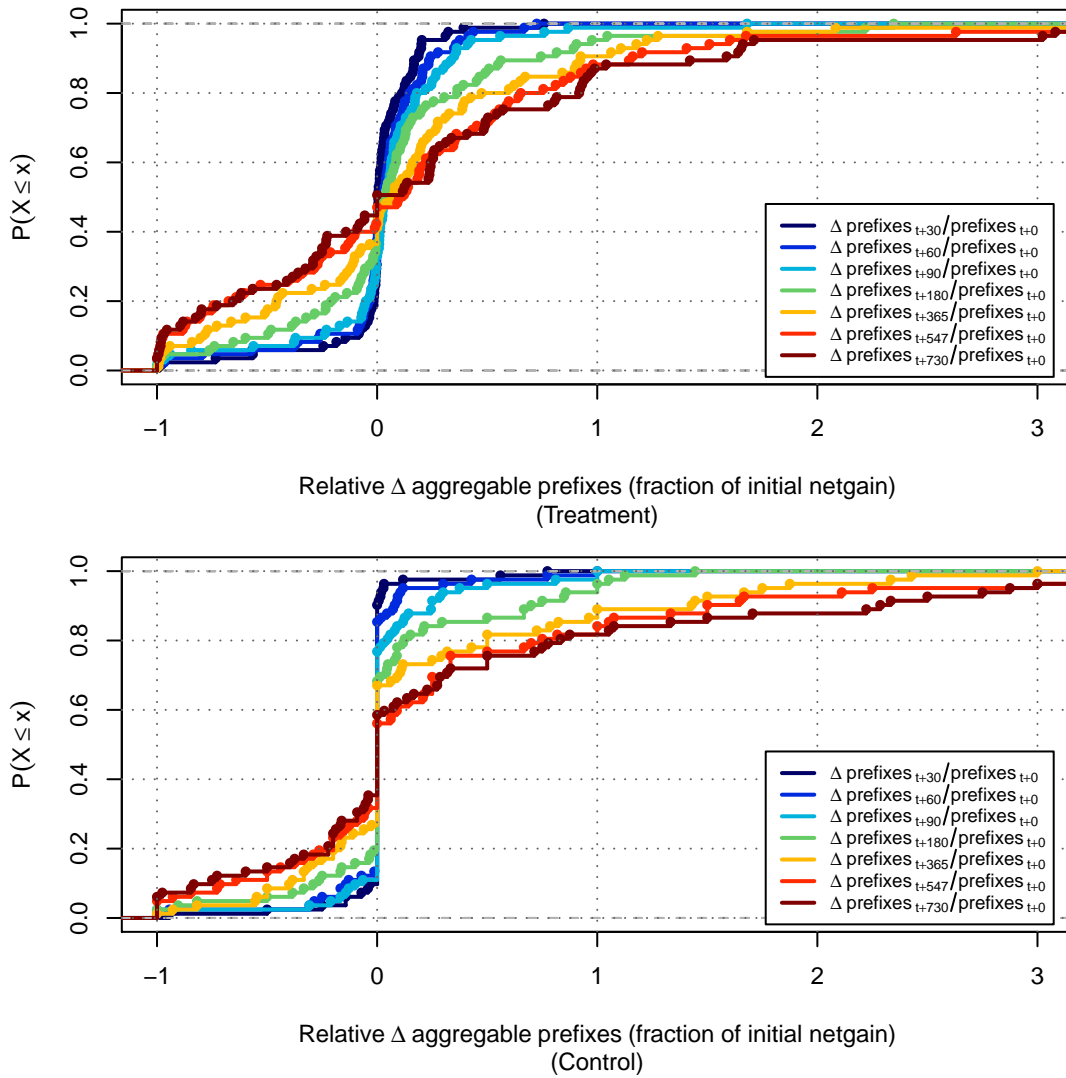 1.0
0.8
0.6
0.4
0.2
0.0
P(X ≤ x)
Δ prefixes t+30/prefixes t+0
Δ prefixes t+60/prefixes t+0
Δ prefixes t+90/prefixes t+0
Δ prefixes t+180/prefixes t+0
Δ prefixes t+365/prefixes t+0
Δ prefixes t+547/prefixes t+0
Δ prefixes t+730/prefixes t+0
−1 0 1 2 3
Relative Δ aggregable prefixes (fraction of initial netgain)
(Treatment)
1.0
0.8
0.6
0.4
0.2
0.0
P(X ≤ x)
Δ prefixes t+30/prefixes t+0
Δ prefixes t+60/prefixes t+0
Δ prefixes t+90/prefixes t+0
Δ prefixes t+180/prefixes t+0
Δ prefixes t+365/prefixes t+0
Δ prefixes t+547/prefixes t+0
Δ prefixes t+730/prefixes t+0
−1 0 1 2 3
Relative Δ aggregable prefixes (fraction of initial netgain)
(Control)